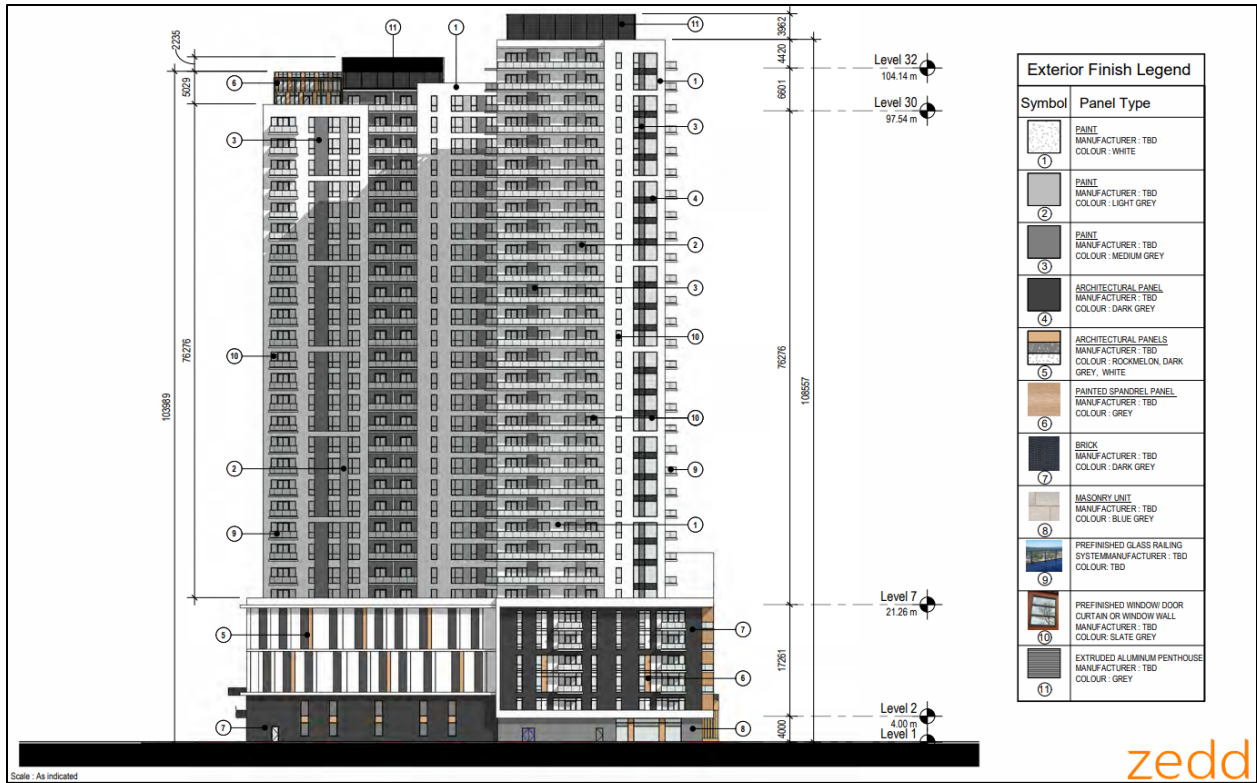 2235
5029
103989
76276
11
1
6
3
10
2
9
5
7
11
1
3
4
2
3
10
10
9
1
7
6
8
3962
4420
6601
76276
108557
17261
4000
Level 32
104.14 m
Level 30
97.54 m
Level 7
21.26 m
Level 2
4.00 m
Level 1
Exterior Finish Legend
Symbol Panel Type
1
PAINT
MANUFACTURER : TBD
COLOUR : WHITE
2
PAINT
MANUFACTURER : TBD
COLOUR : LIGHT GREY
3
PAINT
MANUFACTURER : TBD
COLOUR : MEDIUM GREY
4
ARCHITECTURAL PANEL
MANUFACTURER : TBD
COLOUR : DARK GREY
5
ARCHITECTURAL PANELS
MANUFACTURER : TBD
COLOUR : ROCKMELON, DARK
GREY, WHITE
6
PAINTED SPANDREL PANEL
MANUFACTURER : TBD
COLOUR : GREY
7
BRICK
MANUFACTURER : TBD
COLOUR : DARK GREY
8
MASONRY UNIT
MANUFACTURER : TBD
COLOUR : BLUE GREY
9
PREFINISHED GLASS RAILING
SYSTEMMANUFACTURER : TBD
COLOUR: TBD
10
PREFINISHED WINDOW/ DOOR
CURTAIN OR WINDOW WALL
MANUFACTURER : TBD
COLOUR: SLATE GREY
11
EXTRUDED ALUMINUM PENTHOUSE
MANUFACTURER : TBD
COLOUR : GREY
Scale : As indicated
zedd